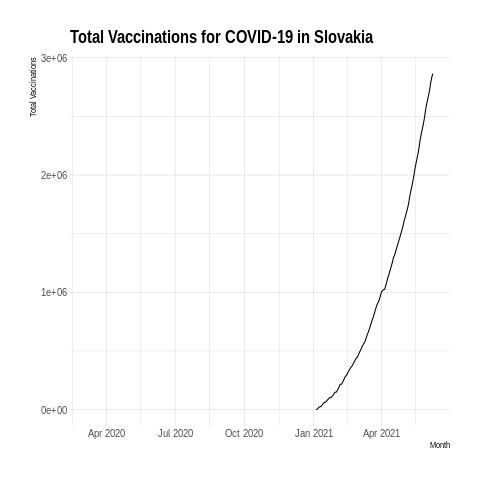 Total Vaccinations for COVID-19 in Slovakia
Total Vaccinations
3e+06
2e+06
1e+06
0e+00
Apr 2020 Jul 2020 Oct 2020 Jan 2021 Apr 2021
Month